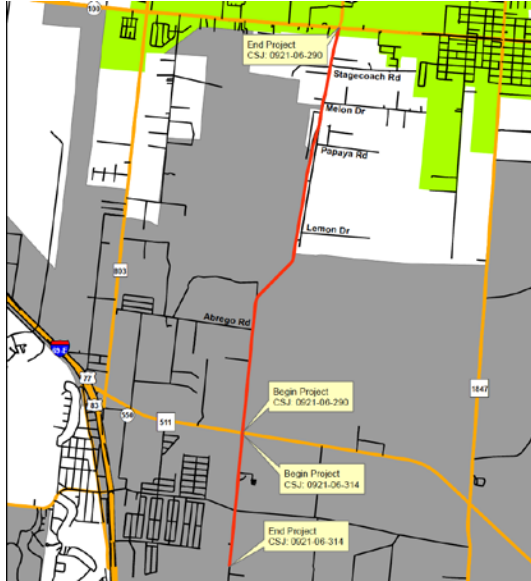 100
End Project
CSJ: 0921-06-290
Stagecoach Rd
Melon Dr
Papaya Rd
Lemon Dr
803
Abrego Rd
69 E
77
83
550
511
1847
Begin Project
CSJ: 0921-06-290
Begin Project
CSJ: 0921-06-314
End Project
CSJ: 0921-06-314